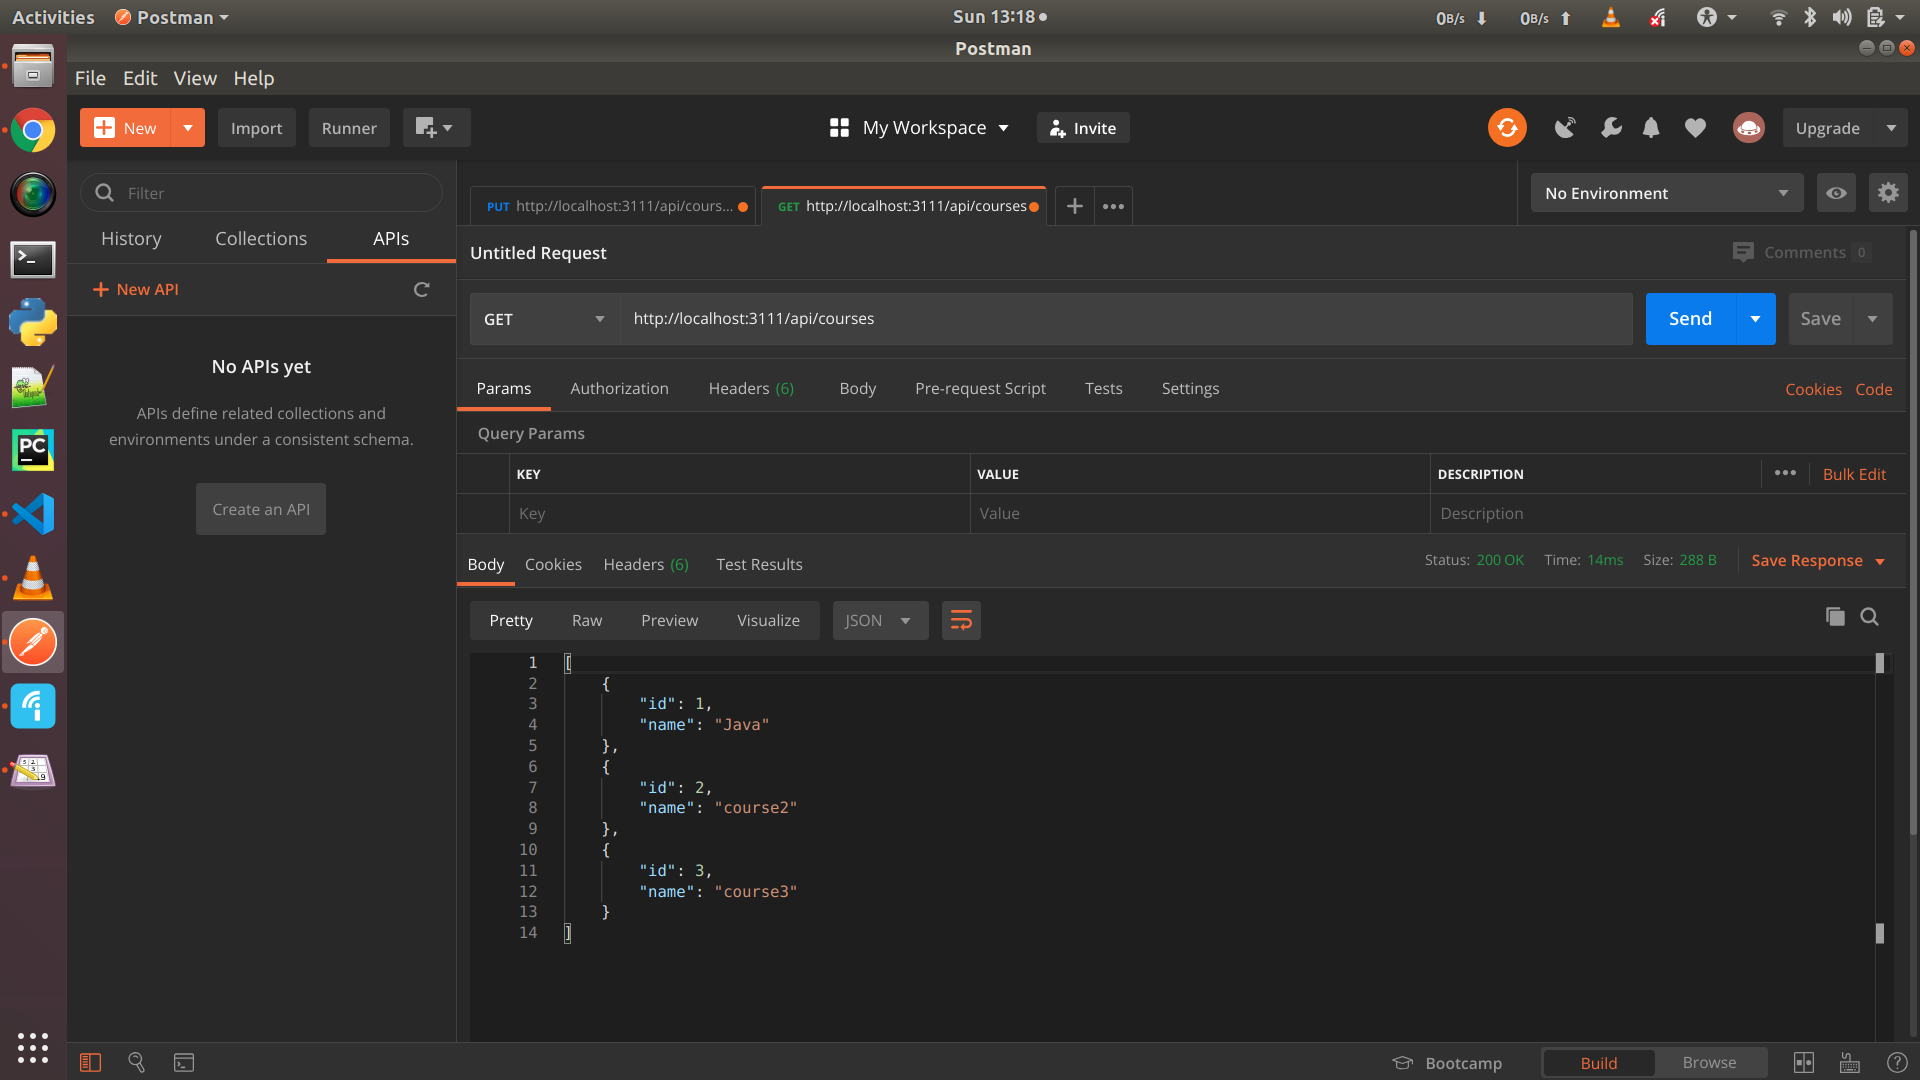 Activities Postman Sun 13:18 0B/s 0B/s
Postman
File Edit View Help
New Import Runner My Workspace Invite Upgrade
Filter
PUT http://localhost:3111/api/cours... GET http://localhost:3111/api/courses No Environment
History Collections APIs
Untitled Request Comments 0
New API
GET http://localhost:3111/api/courses Send Save
No APIs yet
APIs define related collections and
environments under a consistent schema.
Create an API
Params Authorization Headers (6) Body Pre-request Script Tests Settings Cookies Code
Query Params
KEY VALUE DESCRIPTION Bulk Edit
Key Value Description
Body Cookies Headers (6) Test Results Status: 200 OK Time: 14ms Size: 288 B Save Response
Pretty Raw Preview Visualize JSON
1 [
2 {
3 "id": 1,
4 "name": "Java"
5 },
6 {
7 "id": 2,
8 "name": "course2"
9 },
10 {
11 "id": 3,
12 "name": "course3"
13 }
14 ]
Bootcamp Build Browse
PC